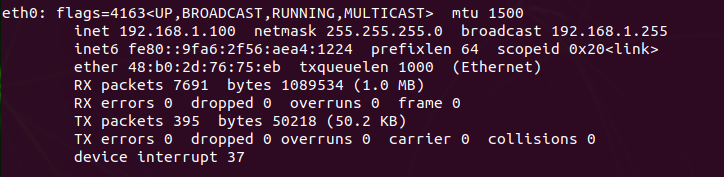 eth0: flags=4163<UP,BROADCAST,RUNNING,MULTICAST>  mtu 1500
inet 192.168.1.100  netmask 255.255.255.0  broadcast 192.168.1.255
inet6 fe80::9fa6:2f56:aea4:1224  prefixlen 64  scopeid 0x20<link>
ether 48:b0:2d:76:75:eb  txqueuelen 1000  (Ethernet)
RX packets 7691  bytes 1089534 (1.0 MB)
RX errors 0  dropped 0  overruns 0  frame 0
TX packets 395  bytes 50218 (50.2 KB)
TX errors 0  dropped 0 overruns 0  carrier 0  collisions 0
device interrupt 37